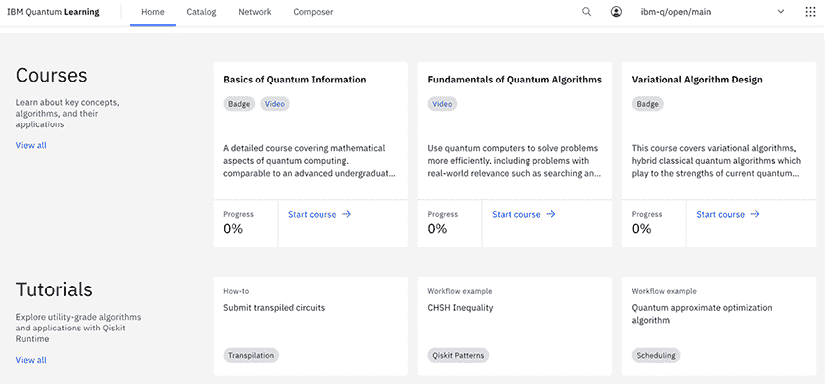 IBM Quantum Learning
Home
Catalog
Network
Composer
ibm-q/open/main
Courses
Learn about key concepts,
algorithms, and their
applications
View all
Basics of Quantum Information
Badge
Video
A detailed course covering mathematical
aspects of quantum computing.
comparable to an advanced undergraduat...
Progress
0%
Start course →
Fundamentals of Quantum Algorithms
Video
Use quantum computers to solve problems
more efficiently. including problems with
real-world relevance such as searching an...
Progress
0%
Start course →
Variational Algorithm Design
Badge
This course covers variational algorithms,
hybrid classical quantum algorithms which
play to the strengths of current quantum...
Progress
0%
Start course →
Tutorials
Explore utility-grade algorithms
and applications with Qiskit
Runtime
View all
How-to
Submit transpiled circuits
Transpilation
Workflow example
CHSH Inequality
Qiskit Patterns
Workflow example
Quantum approximate optimization
algorithm
Scheduling